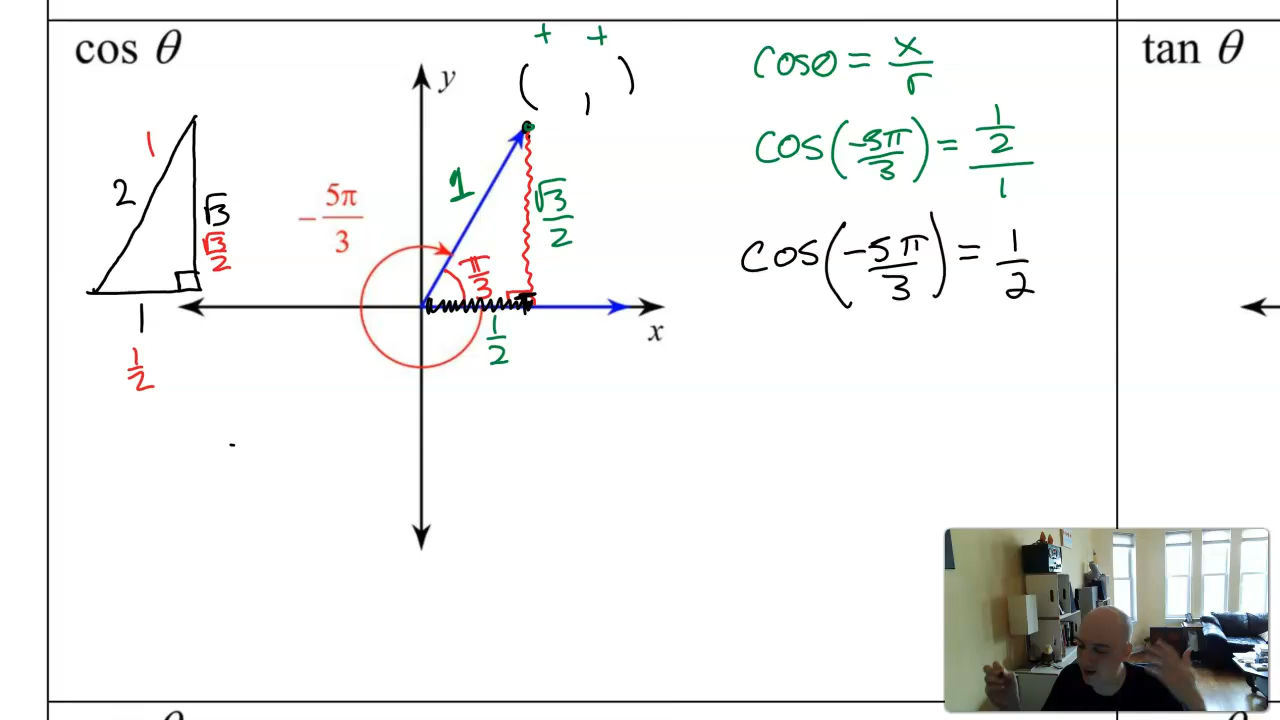 cos θ
tan θ
+ +
( , )
y
cosθ = x/r
1
2
√3
√3/2
1
1/2
-5π/3
1
π/3
√3/2
1/2
x
cos(-5π/3) = 1/2/1
cos(-5π/3) = 1/2